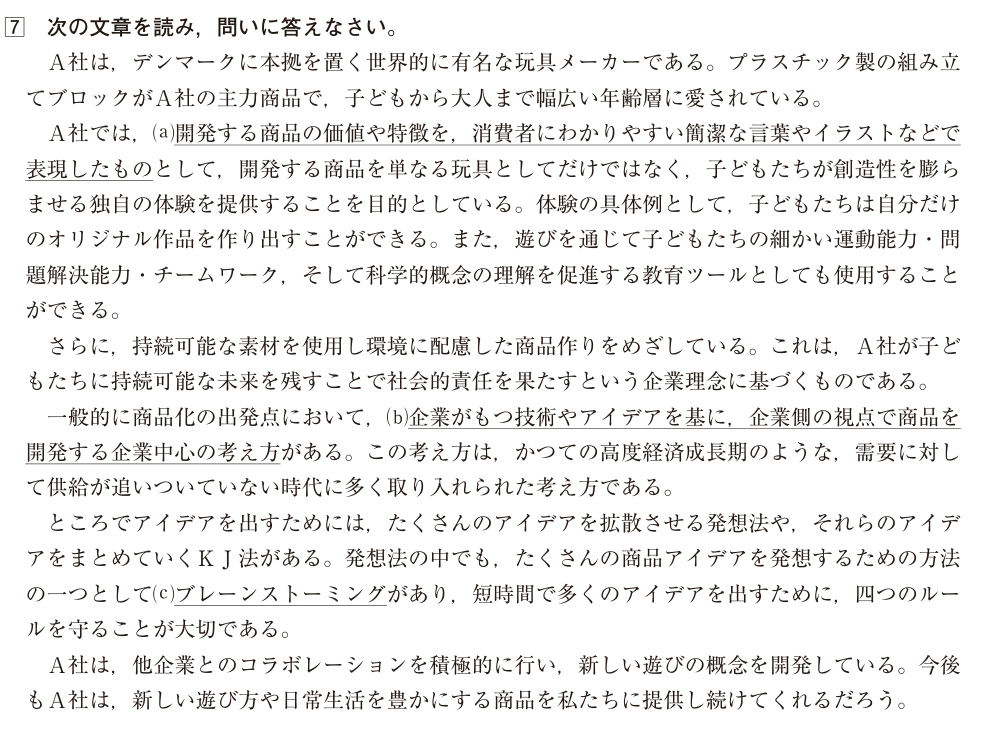 7 次の文章を読み，問いに答えなさい。
Ａ社は，デンマークに本拠を置く世界的に有名な玩具メーカーである。プラスチック製の組み立
てブロックがＡ社の主力商品で，子どもから大人まで幅広い年齢層に愛されている。
Ａ社では，(a)開発する商品の価値や特徴を，消費者にわかりやすい簡潔な言葉やイラストなどで
表現したものとして，開発する商品を単なる玩具としてだけではなく，子どもたちが創造性を膨ら
ませる独自の体験を提供することを目的としている。体験の具体例として，子どもたちは自分だけ
のオリジナル作品を作り出すことができる。また，遊びを通じて子どもたちの細かい運動能力・問
題解決能力・チームワーク，そして科学的概念の理解を促進する教育ツールとしても使用すること
ができる。
さらに，持続可能な素材を使用し環境に配慮した商品作りをめざしている。これは，Ａ社が子ど
もたちに持続可能な未来を残すことで社会的責任を果たすという企業理念に基づくものである。
一般的に商品化の出発点において，(b)企業がもつ技術やアイデアを基に，企業側の視点で商品を
開発する企業中心の考え方がある。この考え方は，かつての高度経済成長期のような，需要に対し
て供給が追いついていない時代に多く取り入れられた考え方である。
ところでアイデアを出すためには，たくさんのアイデアを拡散させる発想法や，それらのアイデ
アをまとめていくＫＪ法がある。発想法の中でも，たくさんの商品アイデアを発想するための方法
の一つとして(c)ブレーンストーミングがあり，短時間で多くのアイデアを出すために，四つのルー
ルを守ることが大切である。
Ａ社は，他企業とのコラボレーションを積極的に行い，新しい遊びの概念を開発している。今後
もＡ社は，新しい遊び方や日常生活を豊かにする商品を私たちに提供し続けてくれるだろう。